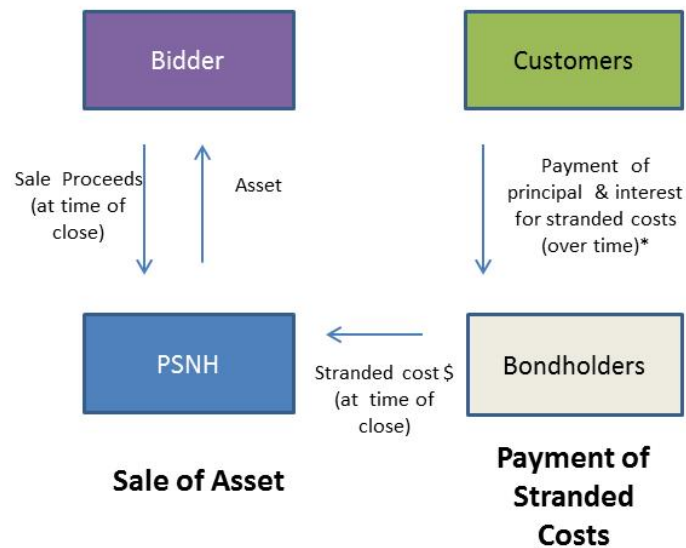 Bidder
Customers
Sale Proceeds
(at time of
close)
Asset
Payment of
principal & interest
for stranded costs
(over time)*
PSNH
Stranded cost $
(at time of
close)
Bondholders
Sale of Asset
Payment of
Stranded
Costs